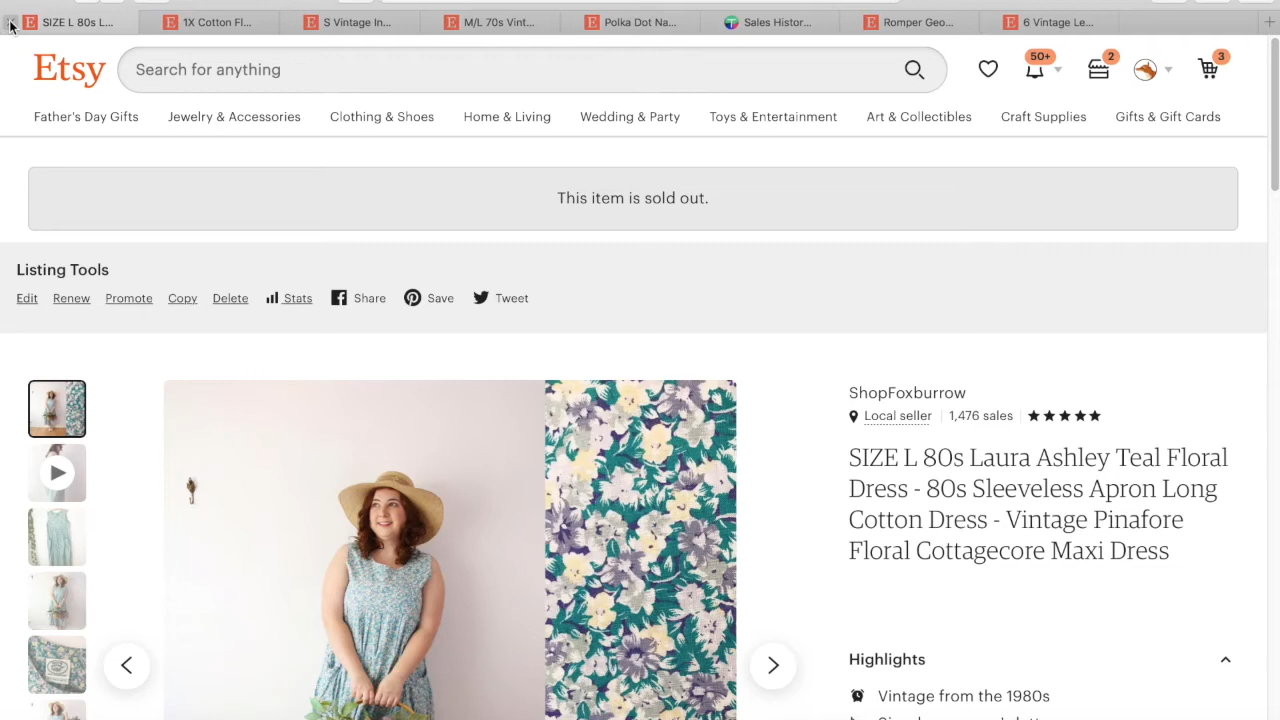 SIZE L 80s L...
1X Cotton Fl...
S Vintage In...
M/L 70s Vint...
Polka Dot Na...
Sales Histor...
Romper Geo...
6 Vintage Le...
Etsy
Search for anything
50+
2
3
Father's Day Gifts
Jewelry & Accessories
Clothing & Shoes
Home & Living
Wedding & Party
Toys & Entertainment
Art & Collectibles
Craft Supplies
Gifts & Gift Cards
This item is sold out.
Listing Tools
Edit
Renew
Promote
Copy
Delete
Stats
Share
Save
Tweet
ShopFoxburrow
Local seller
1,476 sales
SIZE L 80s Laura Ashley Teal Floral
Dress - 80s Sleeveless Apron Long
Cotton Dress - Vintage Pinafore
Floral Cottagecore Maxi Dress
Highlights
Vintage from the 1980s